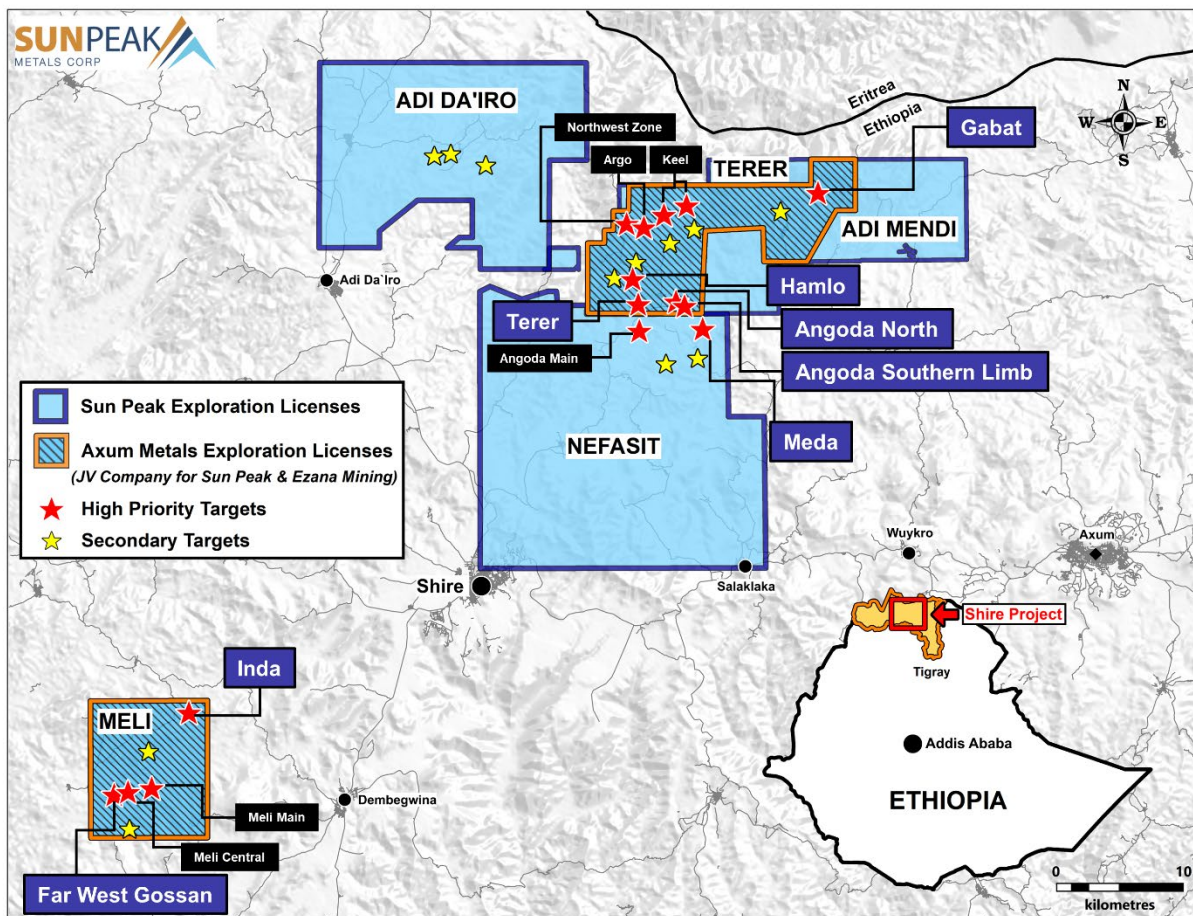 SUNPEAK
METALS CORP
ADI DA'IRO
Eritrea
Ethiopia
N
W E
S
Northwest Zone
Argo
Keel
TERER
Gabat
ADI MENDI
Adi Da`Iro
Hamlo
Terer
Angoda North
Angoda Main
Angoda Southern Limb
Meda
NEFASIT
Sun Peak Exploration Licenses
Axum Metals Exploration Licenses
(JV Company for Sun Peak & Ezana Mining)
High Priority Targets
Secondary Targets
Wuykro
Axum
Shire
Salaklaka
Shire Project
Tigray
Inda
MELI
Addis Ababa
Dembegwina
ETHIOPIA
Meli Main
Meli Central
Far West Gossan
0 10
kilometres